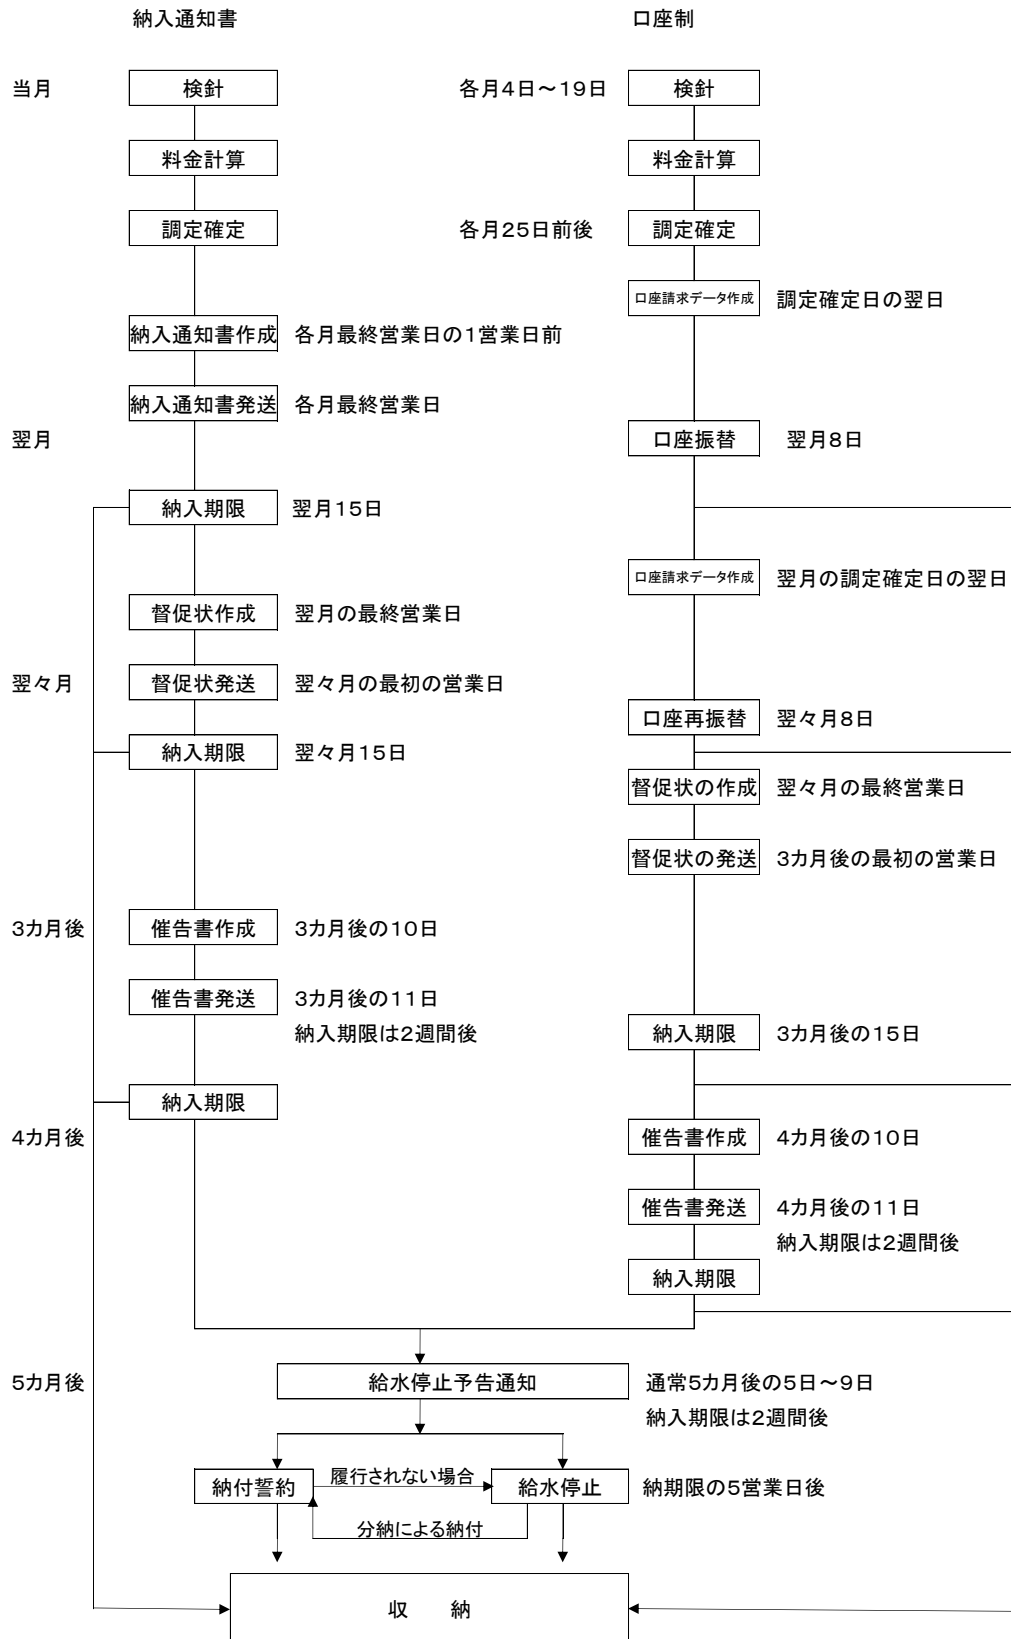 納入通知書
口座制
当月
検針
各月4日～19日
検針
料金計算
料金計算
調定確定
各月25日前後
調定確定
口座請求データ作成
調定確定日の翌日
納入通知書作成
各月最終営業日の1営業日前
納入通知書発送
各月最終営業日
翌月
口座振替
翌月8日
納入期限
翌月15日
口座請求データ作成
翌月の調定確定日の翌日
督促状作成
翌月の最終営業日
翌々月
督促状発送
翌々月の最初の営業日
口座再振替
翌々月8日
納入期限
翌々月15日
督促状の作成
翌々月の最終営業日
督促状の発送
3カ月後の最初の営業日
3カ月後
催告書作成
3カ月後の10日
催告書発送
3カ月後の11日
納入期限は2週間後
納入期限
3カ月後の15日
納入期限
4カ月後
催告書作成
4カ月後の10日
催告書発送
4カ月後の11日
納入期限は2週間後
納入期限
5カ月後
給水停止予告通知
通常5カ月後の5日～9日
納入期限は2週間後
納付誓約
履行されない場合
給水停止
納期限の5営業日後
分納による納付
収　納